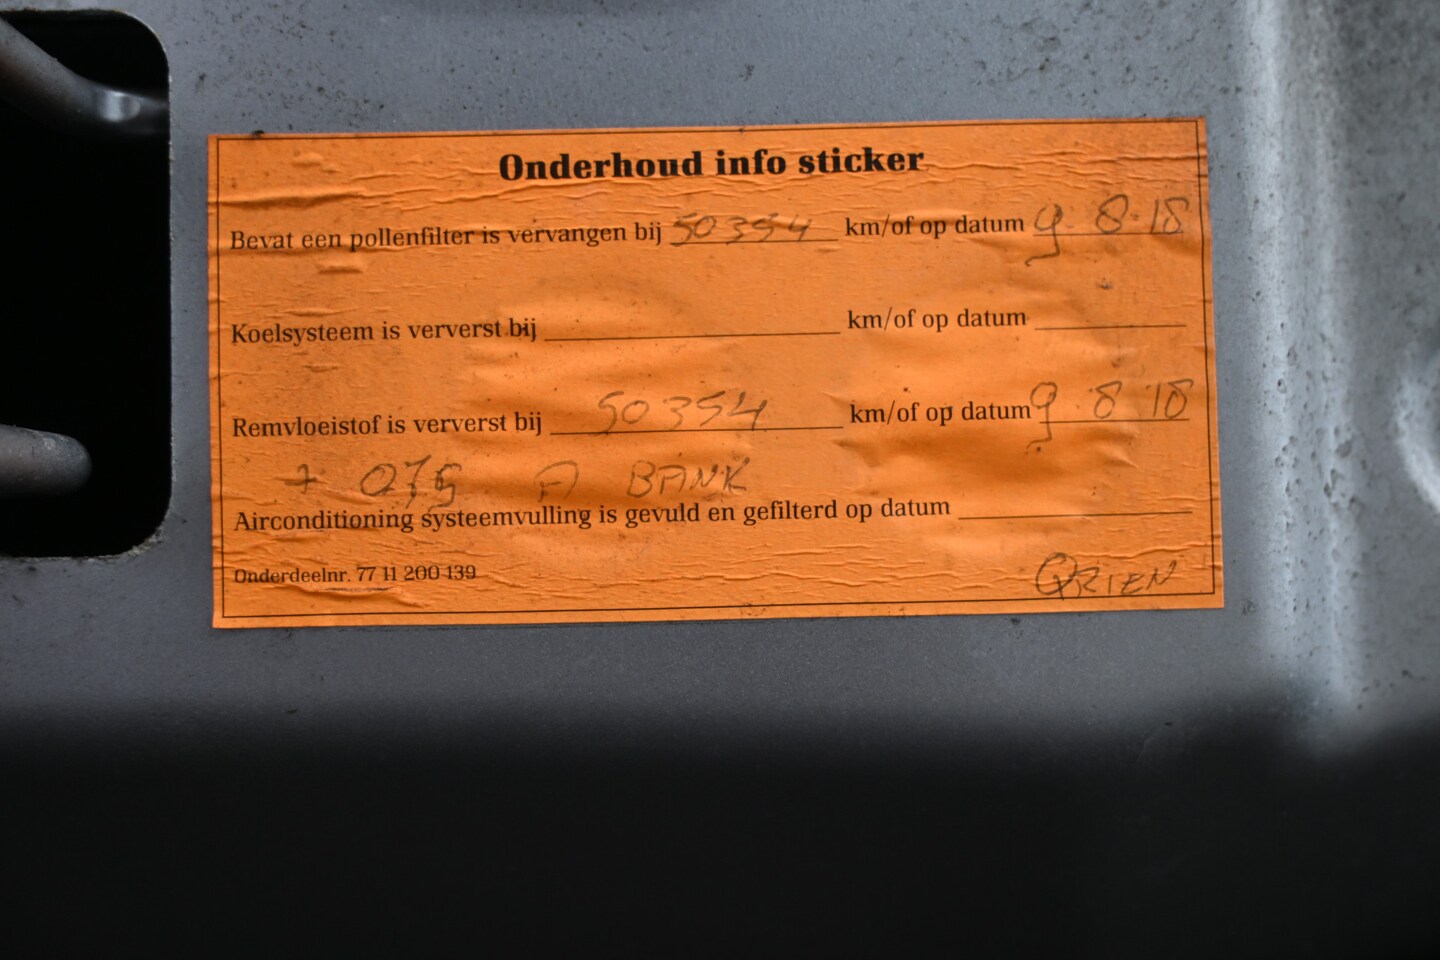 Onderhoud info sticker
Bevat een pollenfilter is vervangen bij 50354 km/of op datum 9-8-18
Koelsysteem is ververst bij km/of op datum
Remvloeistof is ververst bij 50354 km/of op datum 9 8 18
A BANK
Airconditioning systeemvulling is gevuld en gefilterd op datum
Onderdeelnr. 77 11 200 139